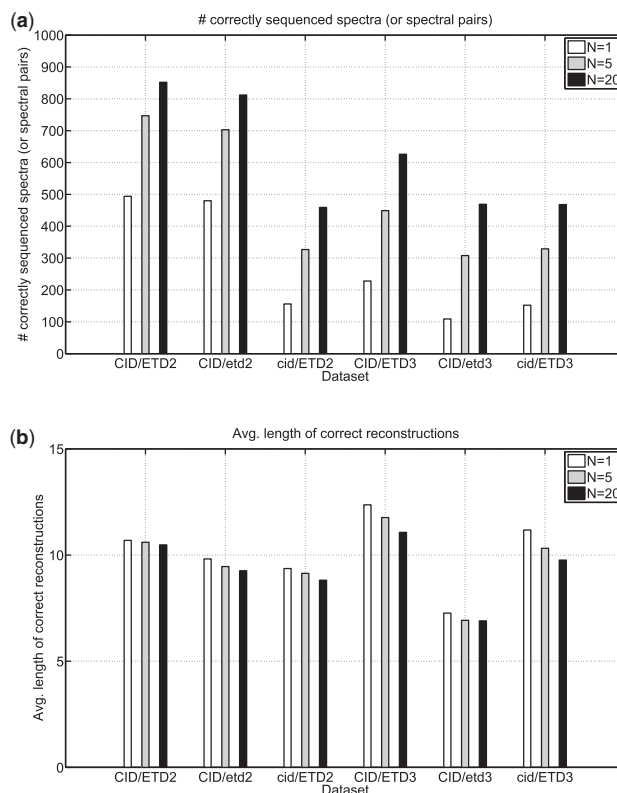 (a)
# correctly sequenced spectra (or spectral pairs)
# correctly sequenced spectra (or spectral pairs)
1000
900
800
700
600
500
400
300
200
100
0
N=1
N=5
N=20
CID/ETD2 CID/etd2 cid/ETD2 CID/ETD3 CID/etd3 cid/ETD3
Dataset
(b)
Avg. length of correct reconstructions
Avg. length of correct reconstructions
15
10
5
0
N=1
N=5
N=20
CID/ETD2 CID/etd2 cid/ETD2 CID/ETD3 CID/etd3 cid/ETD3
Dataset